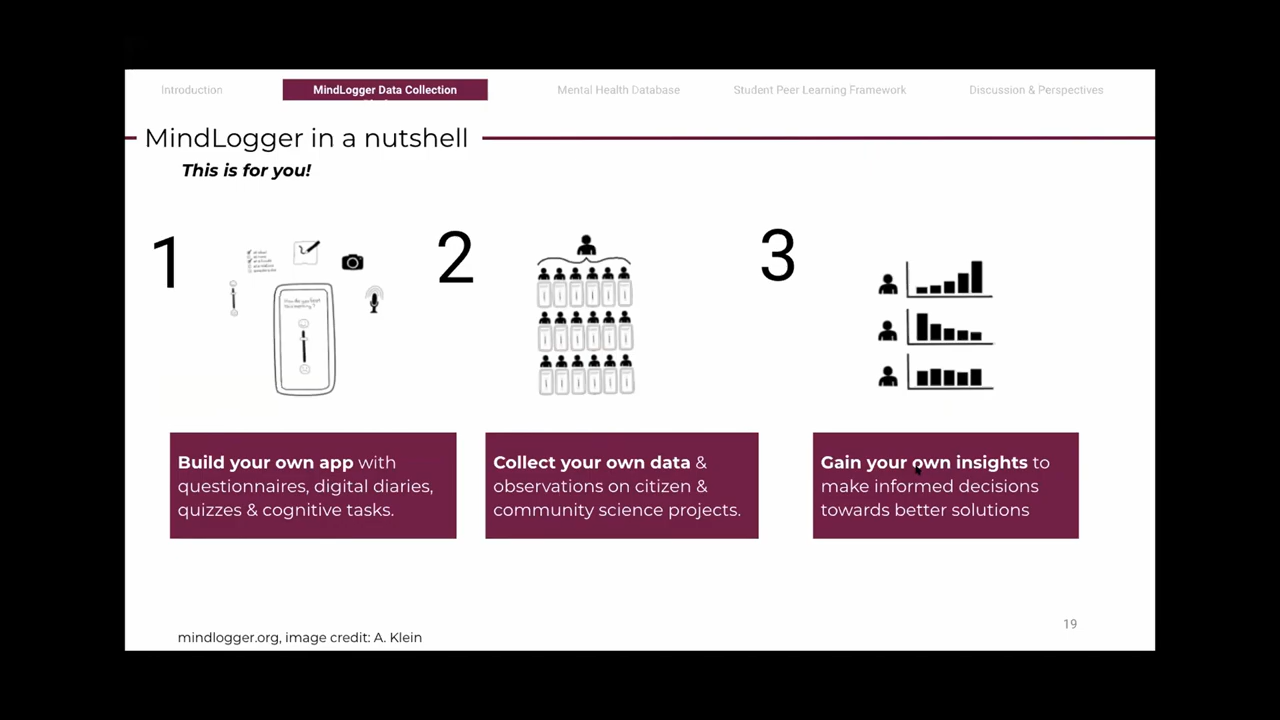 Introduction
MindLogger Data Collection
Mental Health Database
Student Peer Learning Framework
Discussion & Perspectives
MindLogger in a nutshell
This is for you!
1
2
3
Build your own app with
questionnaires, digital diaries,
quizzes & cognitive tasks.
Collect your own data &
observations on citizen &
community science projects.
Gain your own insights to
make informed decisions
towards better solutions
19
mindlogger.org, image credit: A. Klein